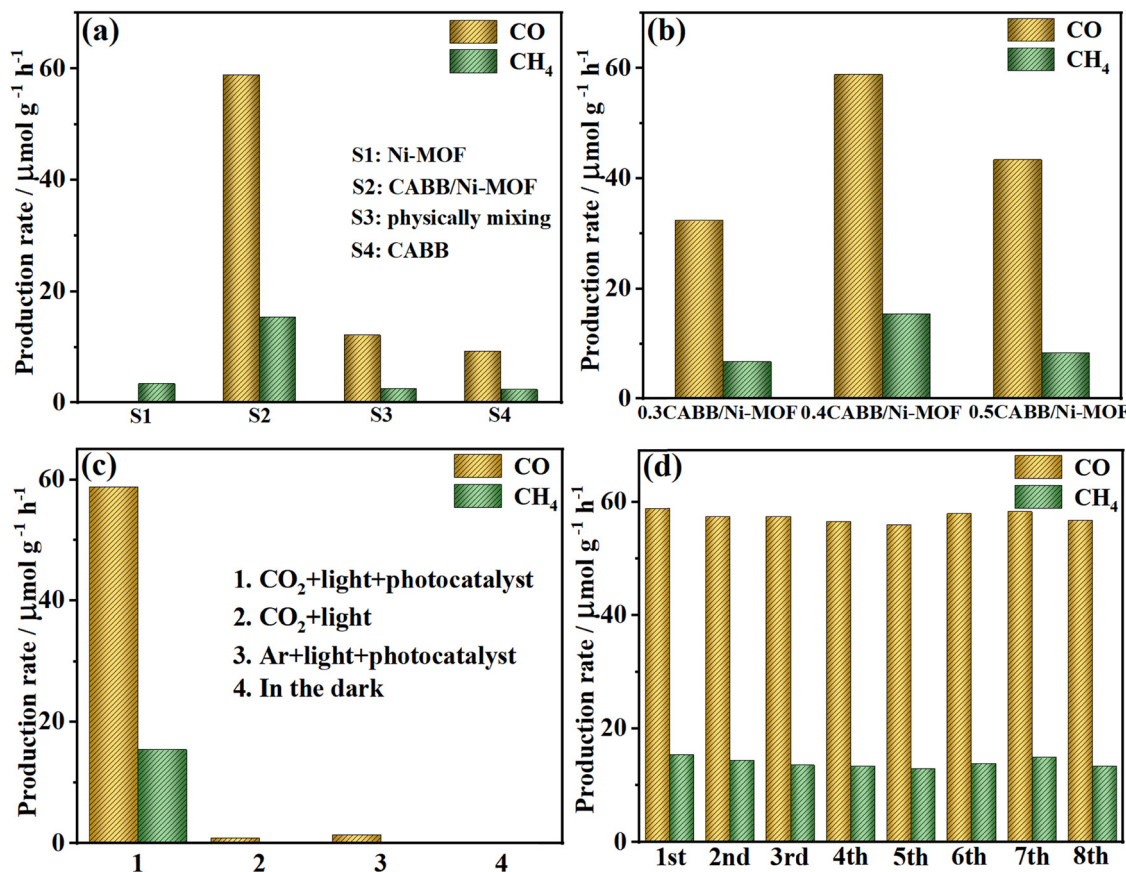 (a)
CO
CH4
Production rate / μmol g-1 h-1
60
40
20
0
S1: Ni-MOF
S2: CABB/Ni-MOF
S3: physically mixing
S4: CABB
S1 S2 S3 S4
(b)
CO
CH4
Production rate / μmol g-1 h-1
60
40
20
0
0.3CABB/Ni-MOF 0.4CABB/Ni-MOF 0.5CABB/Ni-MOF
(c)
CO
CH4
Production rate / μmol g-1 h-1
60
40
20
0
1. CO2+light+photocatalyst
2. CO2+light
3. Ar+light+photocatalyst
4. In the dark
1 2 3 4
(d)
CO
CH4
Production rate / μmol g-1 h-1
60
40
20
0
1st 2nd 3rd 4th 5th 6th 7th 8th